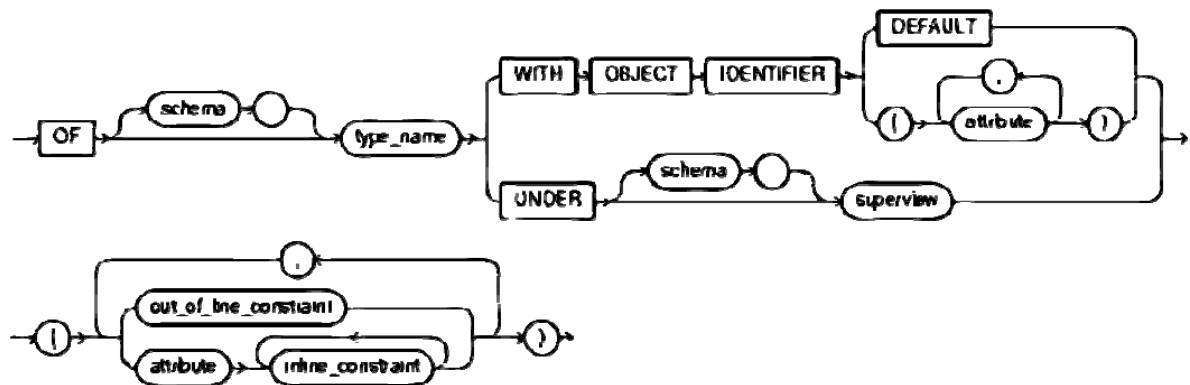 DEFAULT
WITH OBJECT IDENTIFIER ,
schema
OF ( attribute )
type_name
schema
UNDER superview
,
out_of_line_constraint
( )
attribute inline_constraint